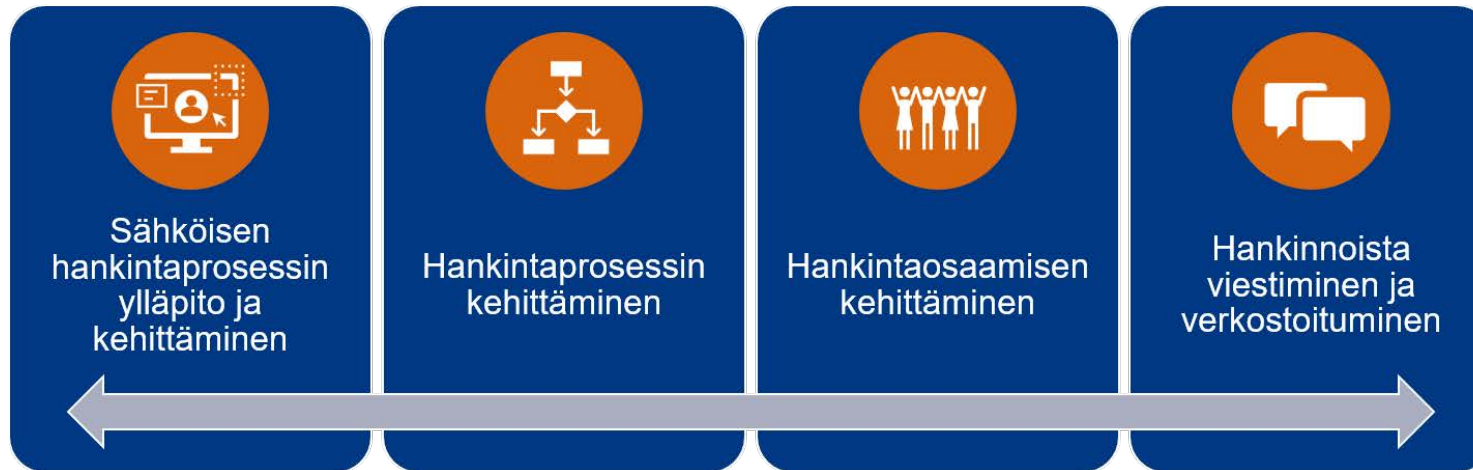 Sähköisen
hankintaprosessin
ylläpito ja
kehittäminen
Hankintaprosessin
kehittäminen
Hankintaosaamisen
kehittäminen
Hankinnoista
viestiminen ja
verkostoituminen